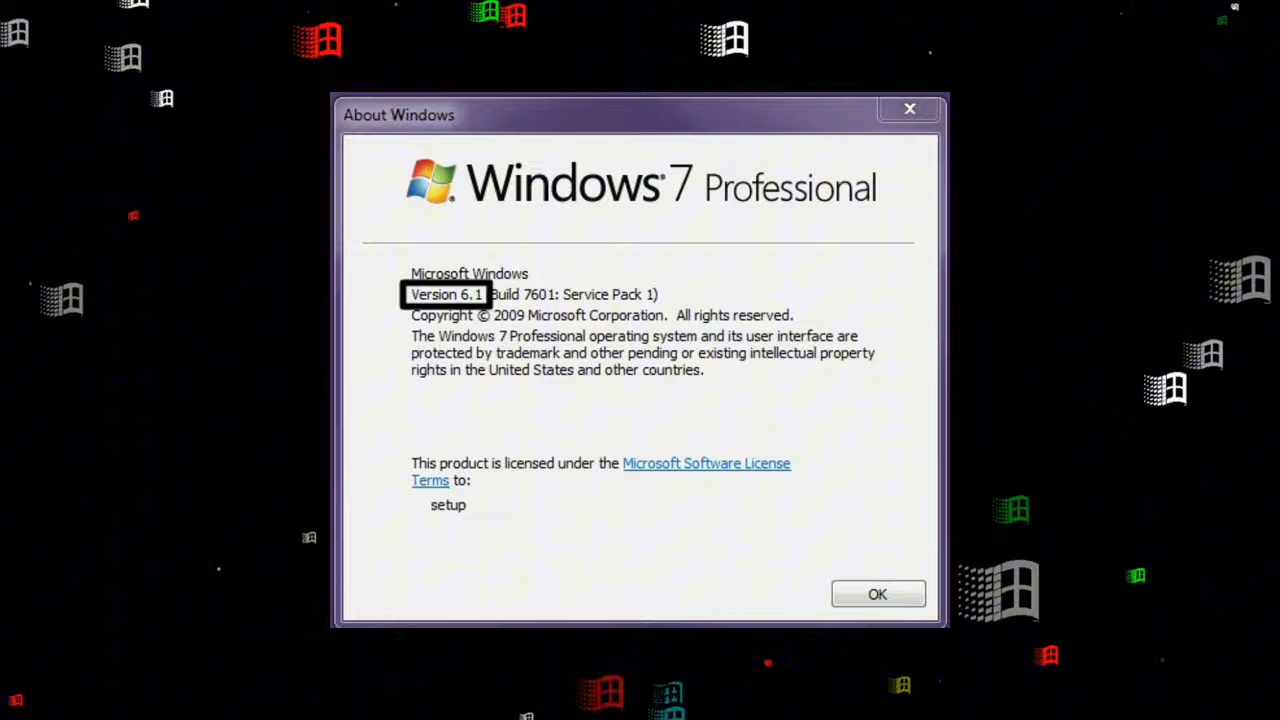 About Windows
Windows® 7 Professional
Microsoft Windows
Version 6.1 (Build 7601: Service Pack 1)
Copyright © 2009 Microsoft Corporation. All rights reserved.
The Windows 7 Professional operating system and its user interface are
protected by trademark and other pending or existing intellectual property
rights in the United States and other countries.
This product is licensed under the Microsoft Software License
Terms to:
setup
OK